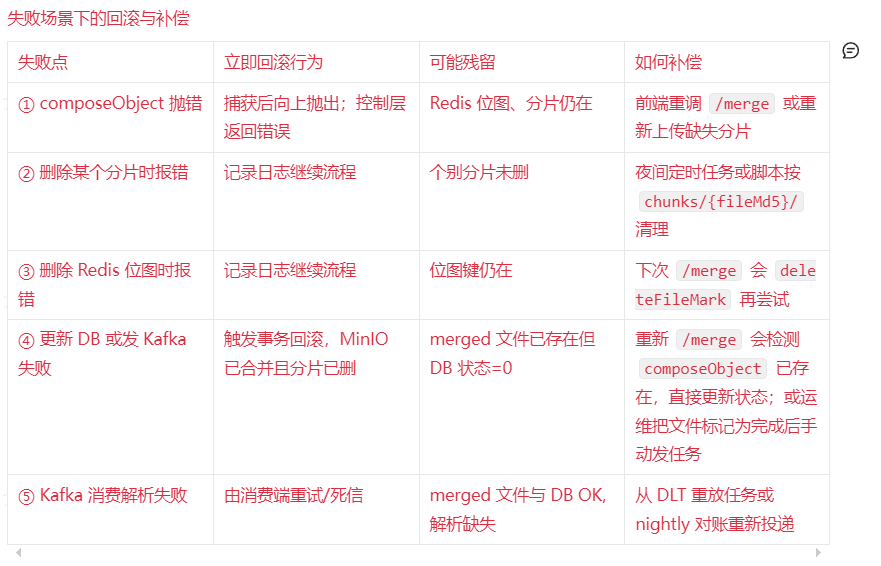 失败场景下的回滚与补偿
失败点
立即回滚行为
可能残留
如何补偿
① composeObject 抛错
捕获后向上抛出；控制层
返回错误
Redis 位图、分片仍在
前端重调 /merge 或重
新上传缺失分片
② 删除某个分片时报错
记录日志继续流程
个别分片未删
夜间定时任务或脚本按
chunks/{fileMd5}/
清理
③ 删除 Redis 位图时报
错
记录日志继续流程
位图键仍在
下次 /merge 会 dele
teFileMark 再尝试
④ 更新 DB 或发 Kafka
失败
触发事务回滚，MinIO
已合并且分片已删
merged 文件已存在但
DB 状态=0
重新 /merge 会检测
composeObject 已存
在，直接更新状态；或运
维把文件标记为完成后手
动发任务
⑤ Kafka 消费解析失败
由消费端重试/死信
merged 文件与 DB OK,
解析缺失
从 DLT 重放任务或
nightly 对账重新投递